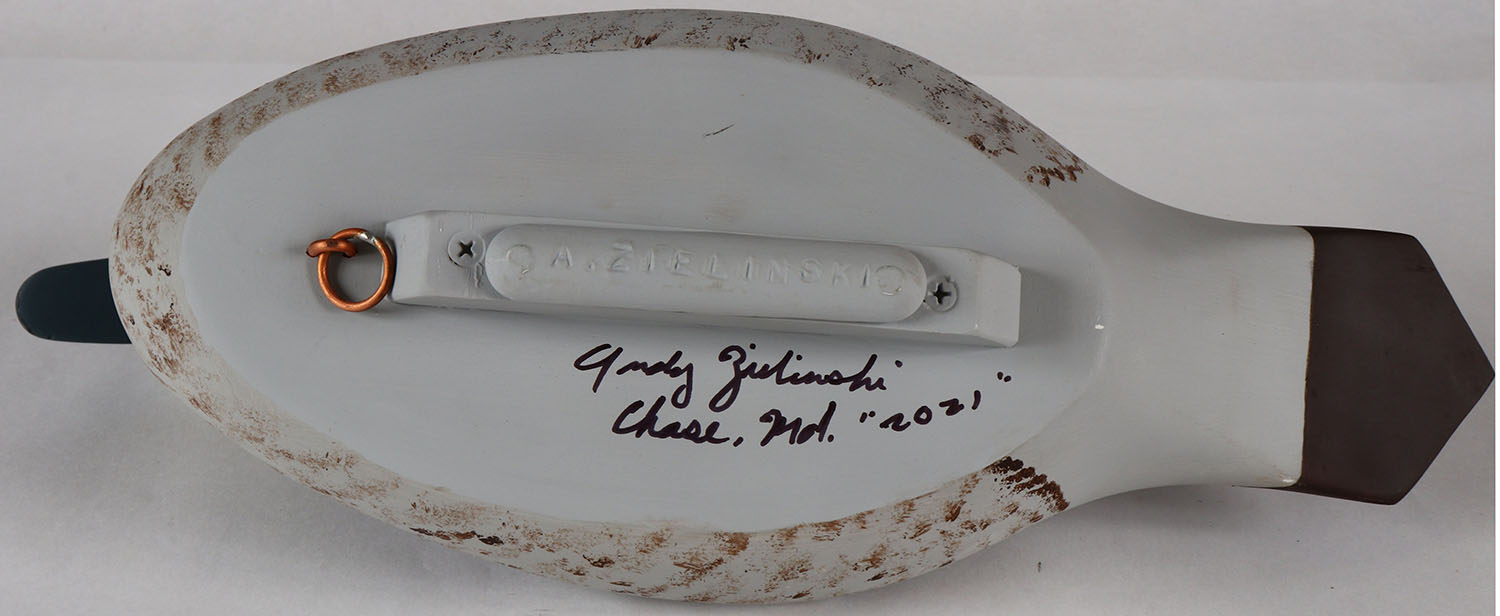 A. ZIELINSKI
Andy Zielinski
Chase, Md. "2021"